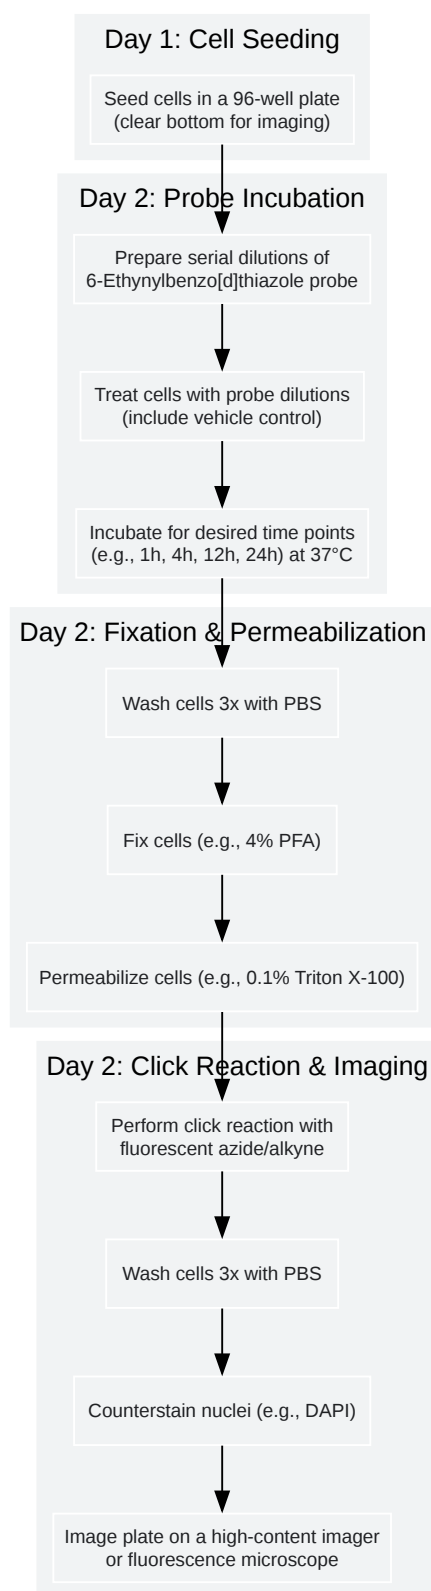 Day 1: Cell Seeding
Seed cells in a 96-well plate
(clear bottom for imaging)
Day 2: Probe Incubation
Prepare serial dilutions of
6-Ethynylbenzo[d]thiazole probe
Treat cells with probe dilutions
(include vehicle control)
Incubate for desired time points
(e.g., 1h, 4h, 12h, 24h) at 37°C
Day 2: Fixation & Permeabilization
Wash cells 3x with PBS
Fix cells (e.g., 4% PFA)
Permeabilize cells (e.g., 0.1% Triton X-100)
Day 2: Click Reaction & Imaging
Perform click reaction with
fluorescent azide/alkyne
Wash cells 3x with PBS
Counterstain nuclei (e.g., DAPI)
Image plate on a high-content imager
or fluorescence microscope